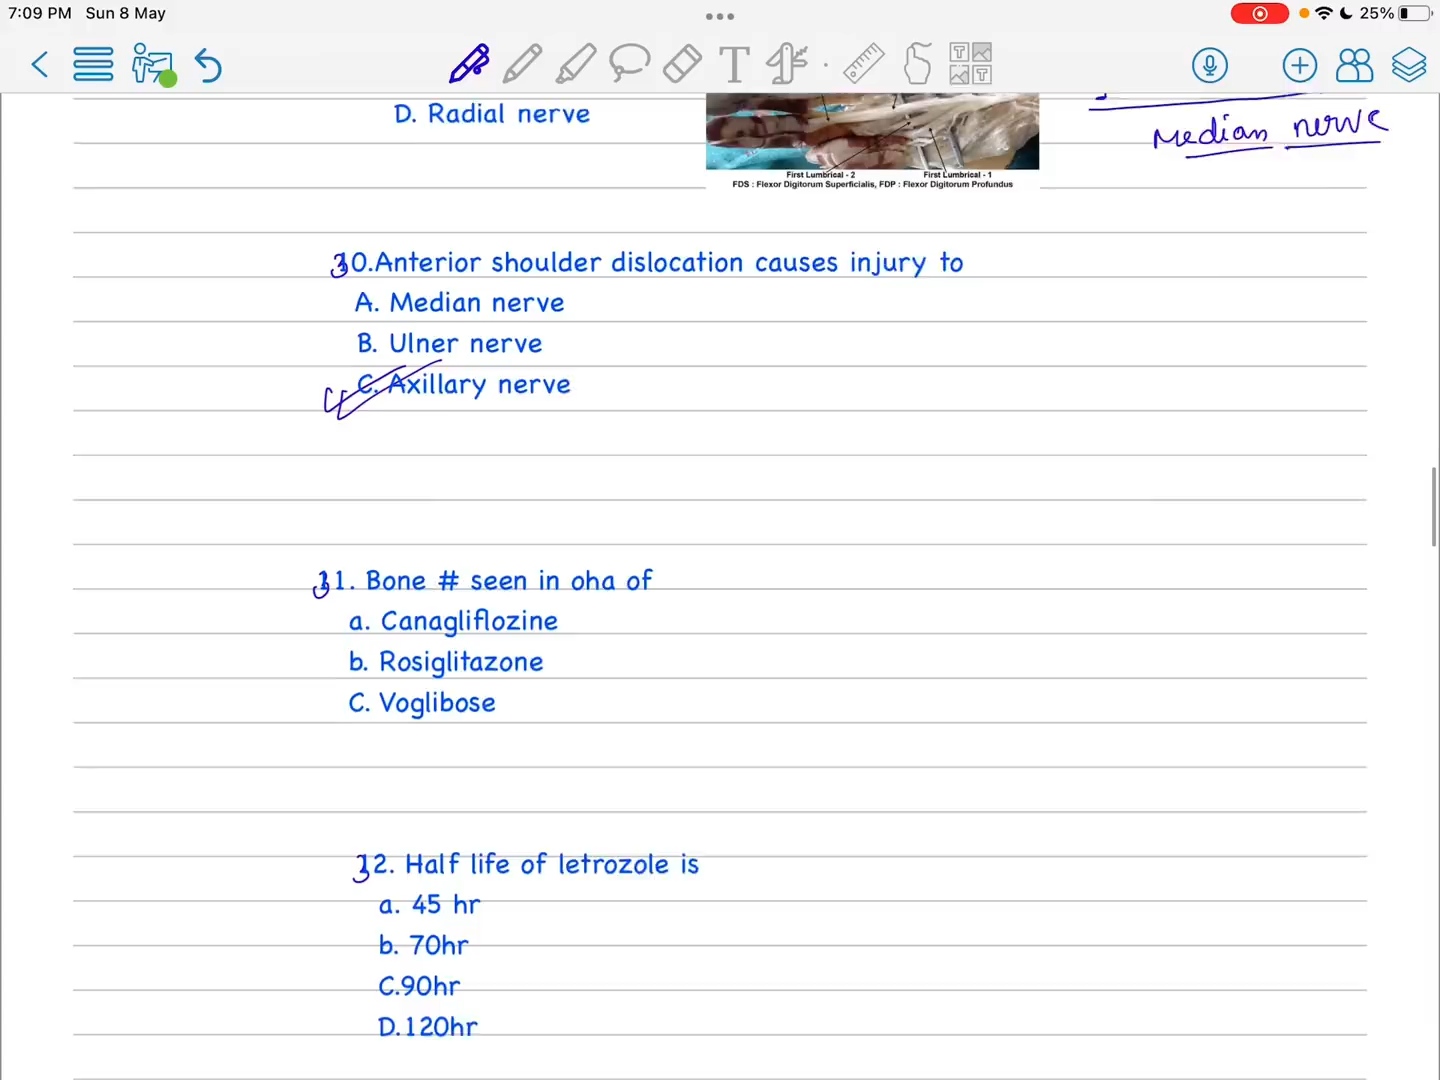 7:09 PM Sun 8 May
25%
D. Radial nerve
Median nerve
First Lumbrical - 2 First Lumbrical - 1
FDS : Flexor Digitorum Superficialis, FDP : Flexor Digitorum Profundus
30.Anterior shoulder dislocation causes injury to
A. Median nerve
B. Ulner nerve
C. Axillary nerve
31. Bone # seen in oha of
a. Canagliflozine
b. Rosiglitazone
C. Voglibose
32. Half life of letrozole is
a. 45 hr
b. 70hr
C.90hr
D.120hr